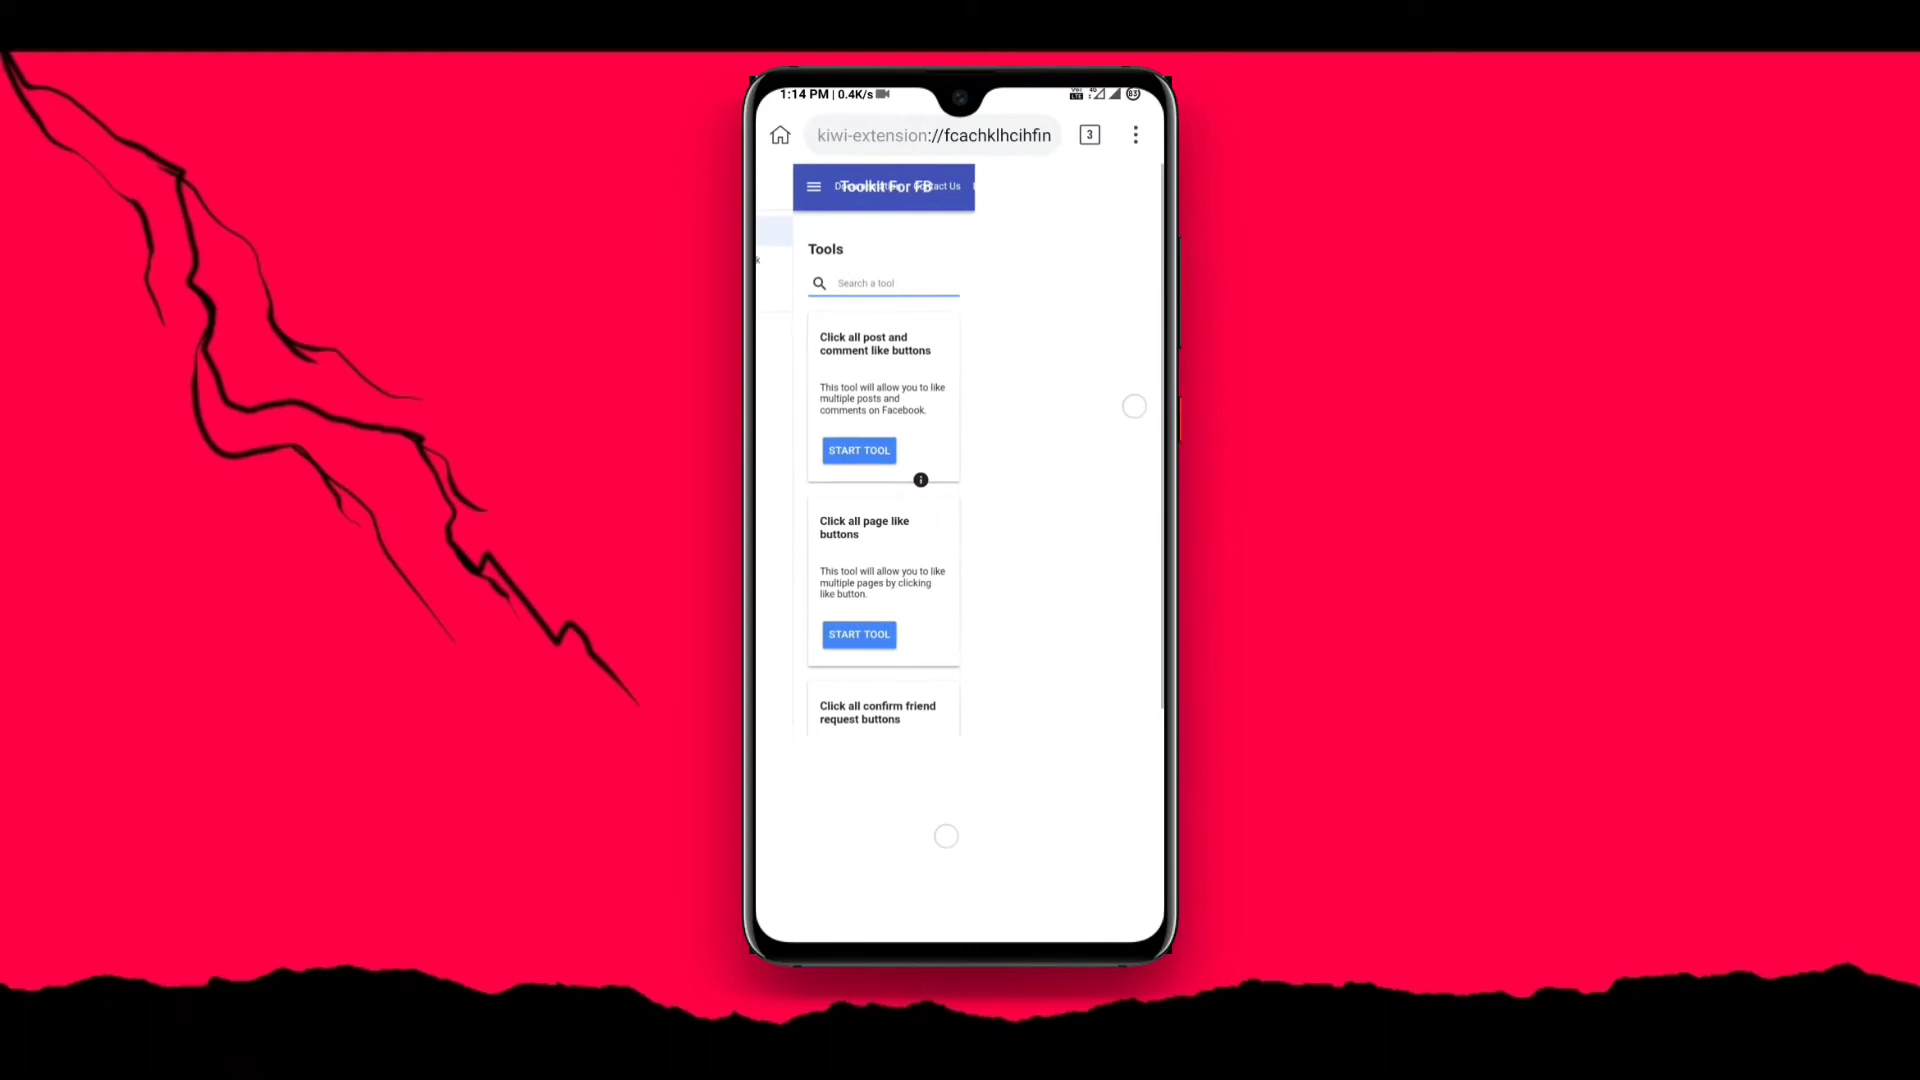 1:14 PM | 0.4K/s
kiwi-extension://fcachklhcihfin
3
Toolkit For FB
Contact Us
k
Tools
Search a tool
Click all post and
comment like buttons
This tool will allow you to like
multiple posts and
comments on Facebook.
START TOOL
Click all page like
buttons
This tool will allow you to like
multiple pages by clicking
like button.
START TOOL
Click all confirm friend
request buttons